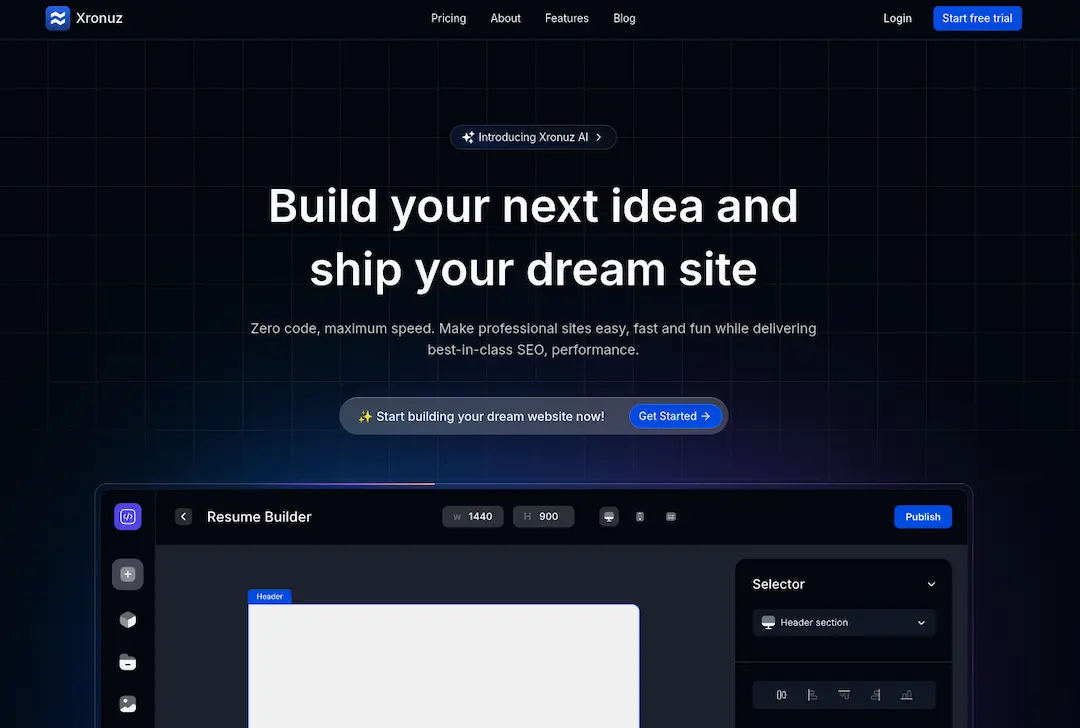 Xronuz
Pricing
About
Features
Blog
Login
Start free trial
Introducing Xronuz AI
Build your next idea and
ship your dream site
Zero code, maximum speed. Make professional sites easy, fast and fun while delivering
best-in-class SEO, performance.
✨ Start building your dream website now!
Get Started →
Resume Builder
W 1440
H 900
Publish
Header
Selector
Header section